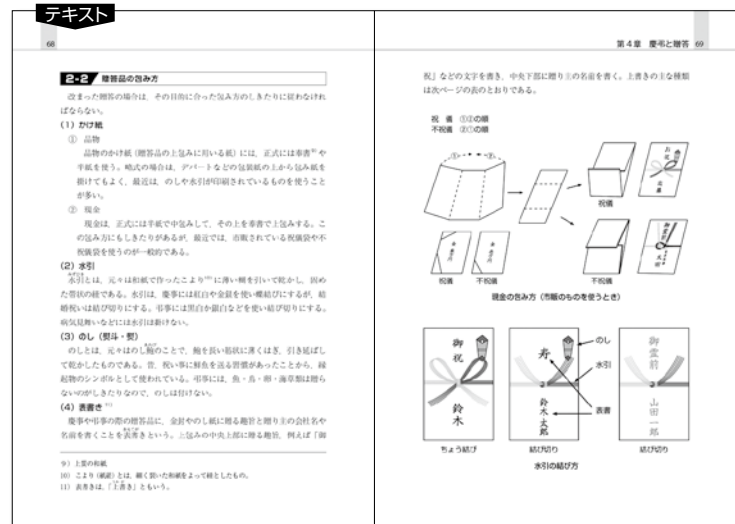 テキスト
68
2-2 贈答品の包み方
改まった贈答の場合は，その目的に合った包み方のしきたりに従わなけれ
ばならない。
(1) かけ紙
① 品物
品物のかけ紙（贈答品の上包みに用いる紙）には，正式には奉書9)や
半紙を使う。略式の場合は，デパートなどの包装紙の上から包み紙を
掛けてもよく，最近は，のしや水引が印刷されているものを使うこと
が多い。
② 現金
現金は，正式には半紙で中包みして，その上を奉書で上包みする。こ
の包み方にもしきたりがあるが，最近では，市販されている祝儀袋や不
祝儀袋を使うのが一般的である。
(2) 水引
水引とは，元々は和紙で作ったこより10)に薄い糊を引いて乾かし，固め
た帯状の紐である。水引は，慶事には紅白や金銀を使い蝶結びにするが，結
婚祝いは結び切りにする。弔事には黒白か銀白などを使い結び切りにする。
病気見舞いなどには水引は掛けない。
(3) のし（熨斗・熨）
のしとは，元々はのし鮑のことで，鮑を長い筋状に薄くはぎ，引き延ばし
て乾かしたものである。昔，祝い事に鮮魚を送る習慣があったことから，縁
起物のシンボルとして使われている。弔事には，魚・鳥・卵・海草類は贈ら
ないのがしきたりなので，のしは付けない。
(4) 表書き11)
慶事や弔事の際の贈答品に，金封やのし紙に贈る趣旨と贈り主の会社名や
名前を書くことを表書きという。上包みの中央上部に贈る趣旨，例えば「御
9) 上質の和紙
10) こより（紙縒）とは，細く裂いた和紙をよって紐としたもの。
11) 表書きは，「上書き」ともいう。
第4章 慶弔と贈答 69
祝」などの文字を書き，中央下部に贈り主の名前を書く。上書きの主な種類
は次ページの表のとおりである。
祝儀 ①②の順
不祝儀 ②①の順
① ②
祝儀
不祝儀
祝儀 不祝儀
現金の包み方（市販のものを使うとき）
御祝
鈴木
寿
鈴木太郎
御霊前
山田一郎
のし
水引
表書
ちょう結び 結び切り 結び切り
水引の結び方